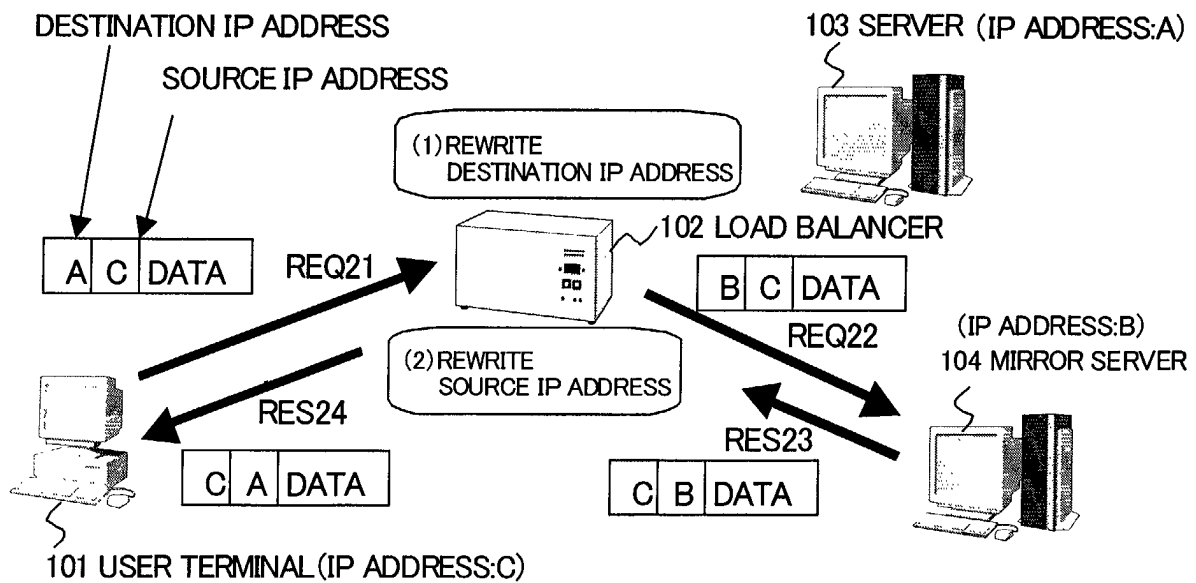 DESTINATION IP ADDRESS
SOURCE IP ADDRESS
103 SERVER (IP ADDRESS:A)
(1)REWRITE
DESTINATION IP ADDRESS
102 LOAD BALANCER
A C DATA
REQ21
B C DATA
REQ22
(IP ADDRESS:B)
104 MIRROR SERVER
(2)REWRITE
SOURCE IP ADDRESS
RES24
RES23
C A DATA
C B DATA
101 USER TERMINAL(IP ADDRESS:C)